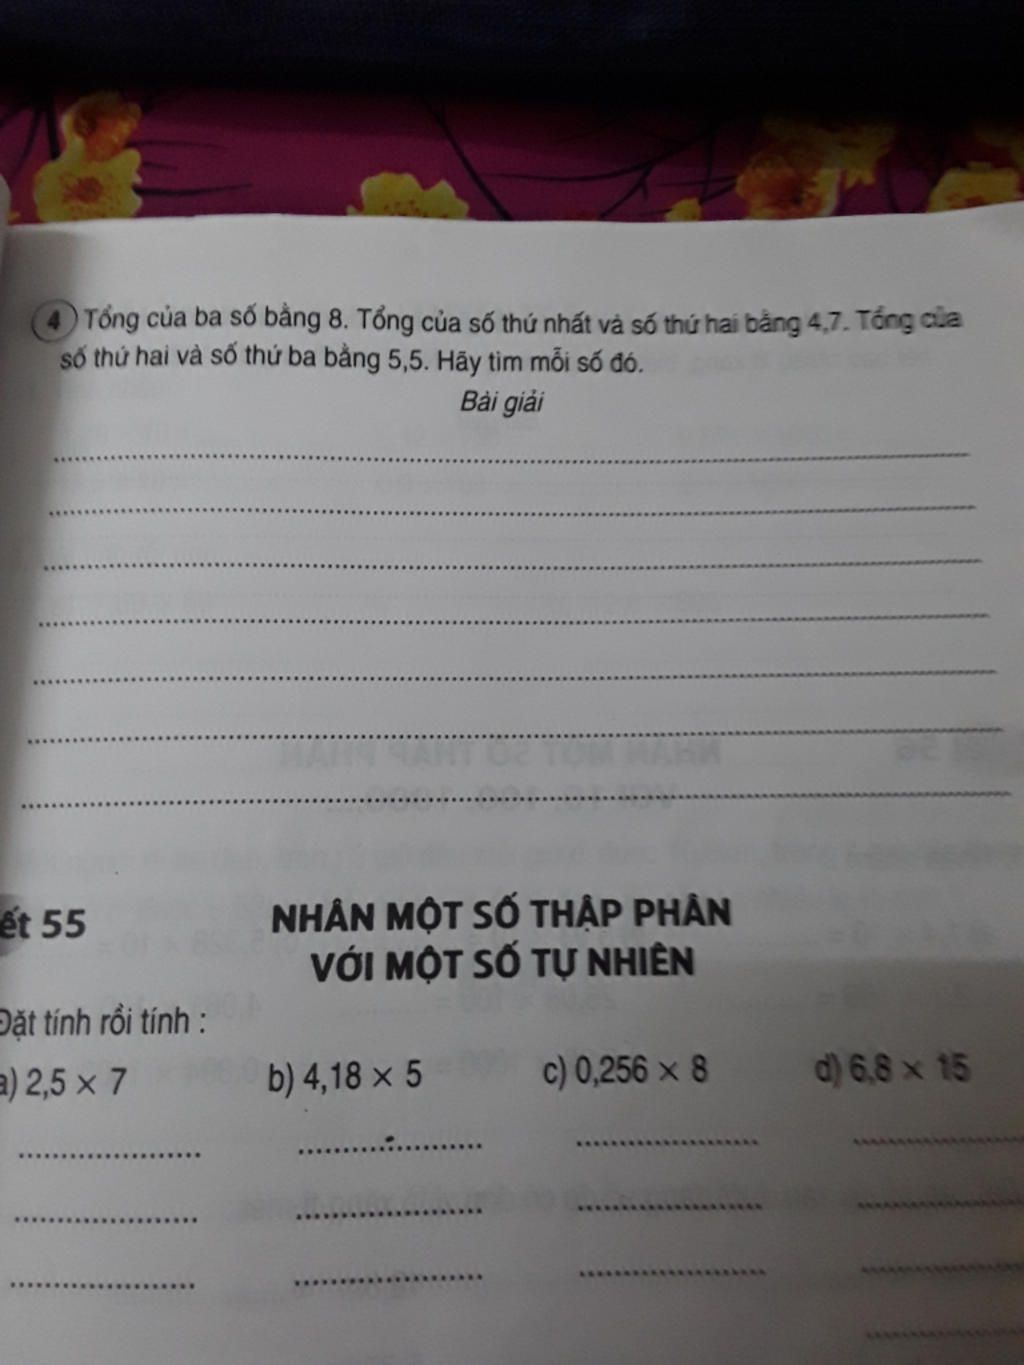 4 Tổng của ba số bằng 8. Tổng của số thứ nhất và số thứ hai bằng 4,7. Tổng của
số thứ hai và số thứ ba bằng 5,5. Hãy tìm mỗi số đó.
Bài giải
ết 55
NHÂN MỘT SỐ THẬP PHÂN
VỚI MỘT SỐ TỰ NHIÊN
Đặt tính rồi tính :
a) 2,5 × 7 b) 4,18 × 5 c) 0,256 × 8 d) 6,8 × 15